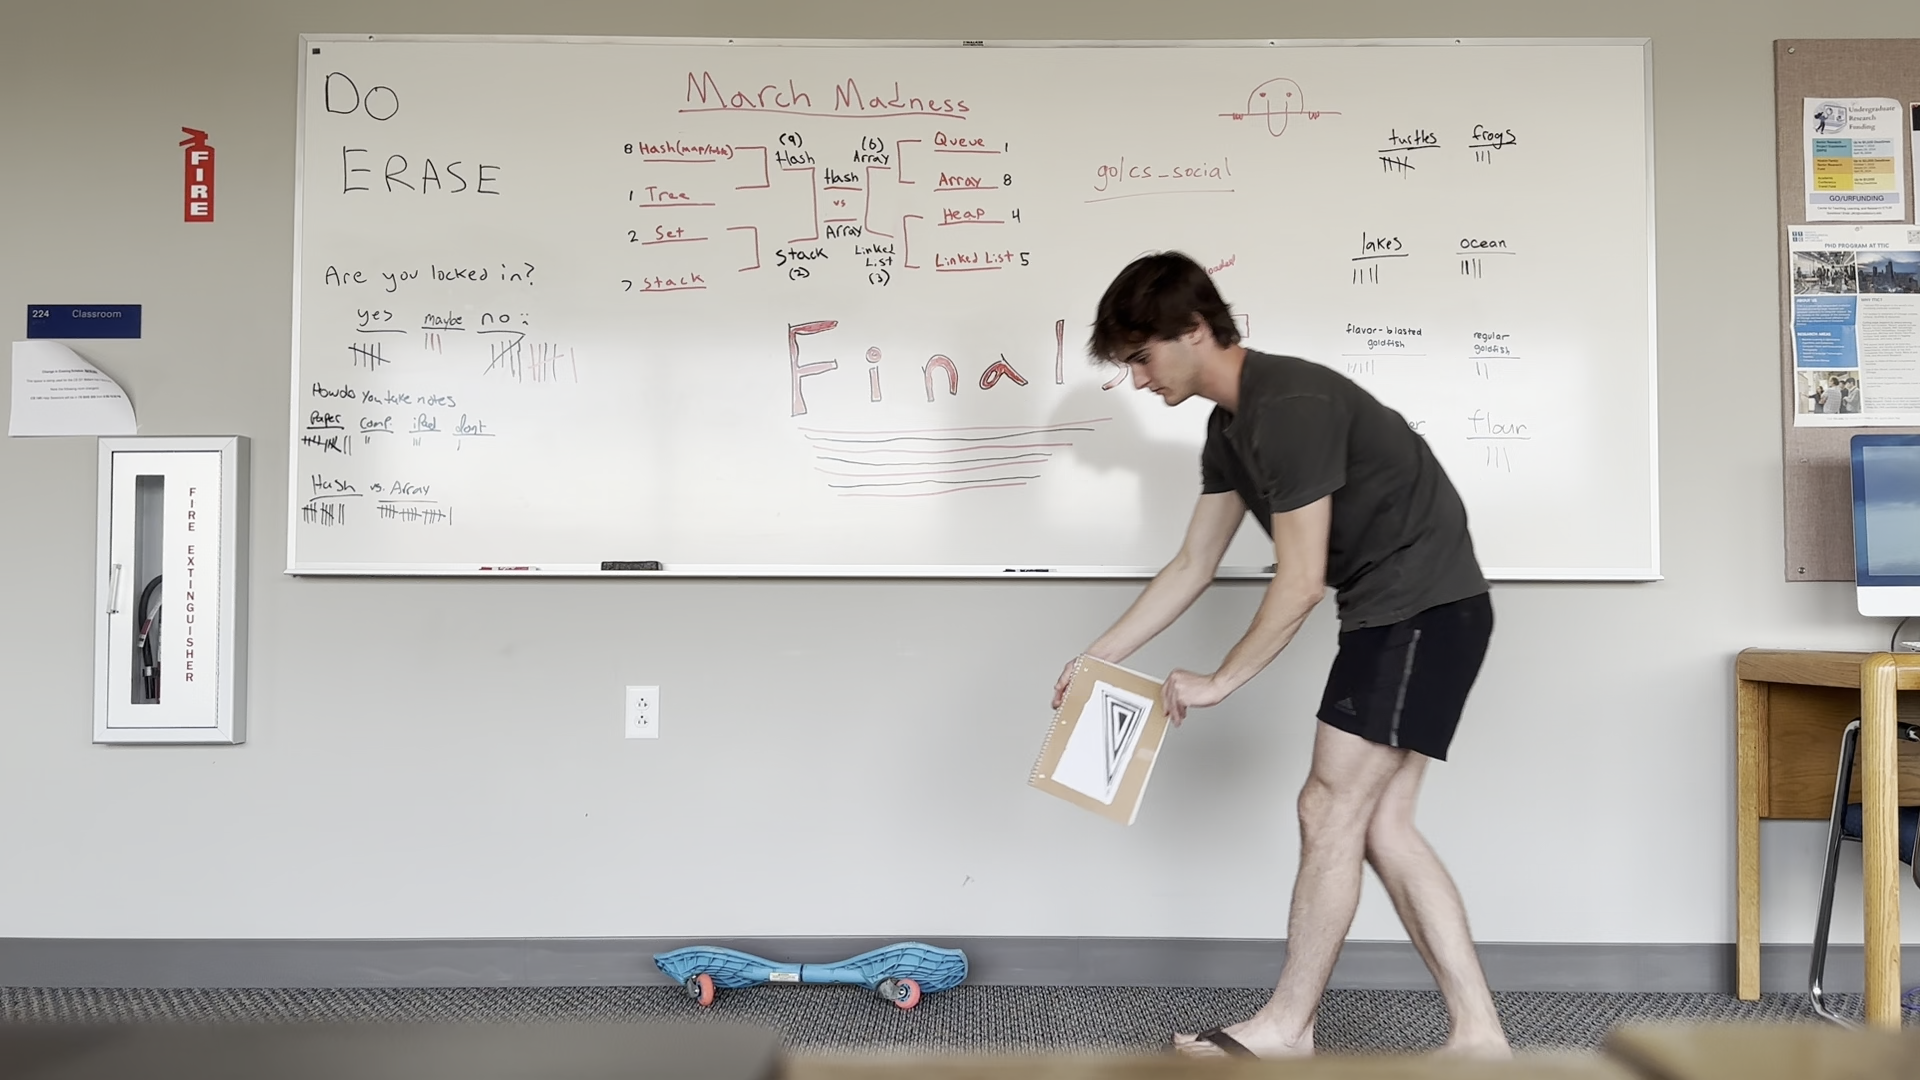 DO
ERASE
Are you locked in?
yes maybe no :
How do you take notes
Paper comp. iPad dont
Hash vs. Array
March Madness
8 Hash(map/table)
1 Tree
2 Set
7 Stack
(9)
Hash
Stack
(2)
Hash
vs
Array
(6)
Array
Linked
List
(3)
Queue 1
Array 8
Heap 4
Linked List 5
Finals
go/cs_social
turtles frogs
lakes ocean
flavor-blasted
goldfish
regular
goldfish
flour
FIRE
224 Classroom
FIRE EXTINGUISHER
Undergraduate
Research
Funding
GO/URFUNDING
PHD PROGRAM AT TTIC